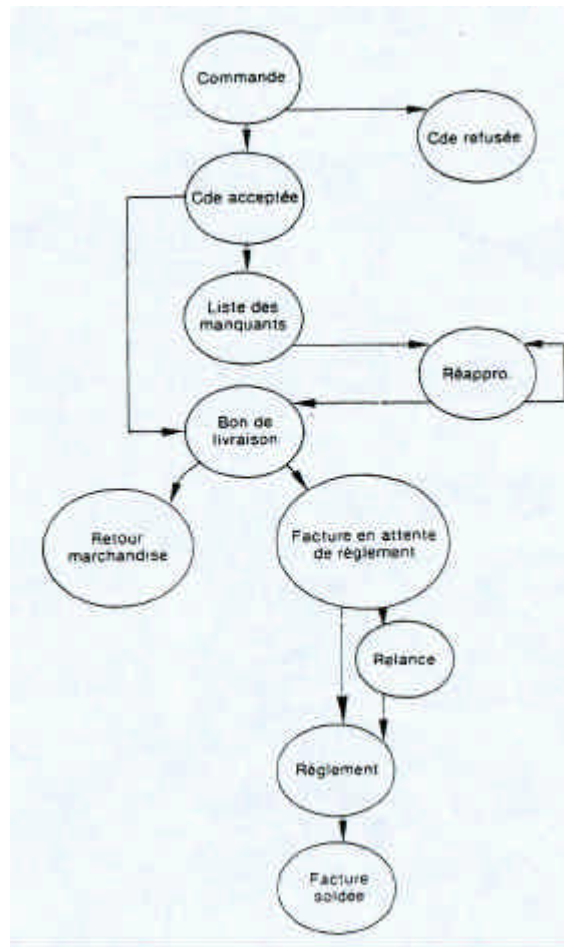 Commande
Cde refusée
Cde acceptée
Liste des
manquants
Réappro.
Bon de
livraison
Retour
marchandise
Facture en attente
de règlement
Relance
Règlement
Facture
soldée